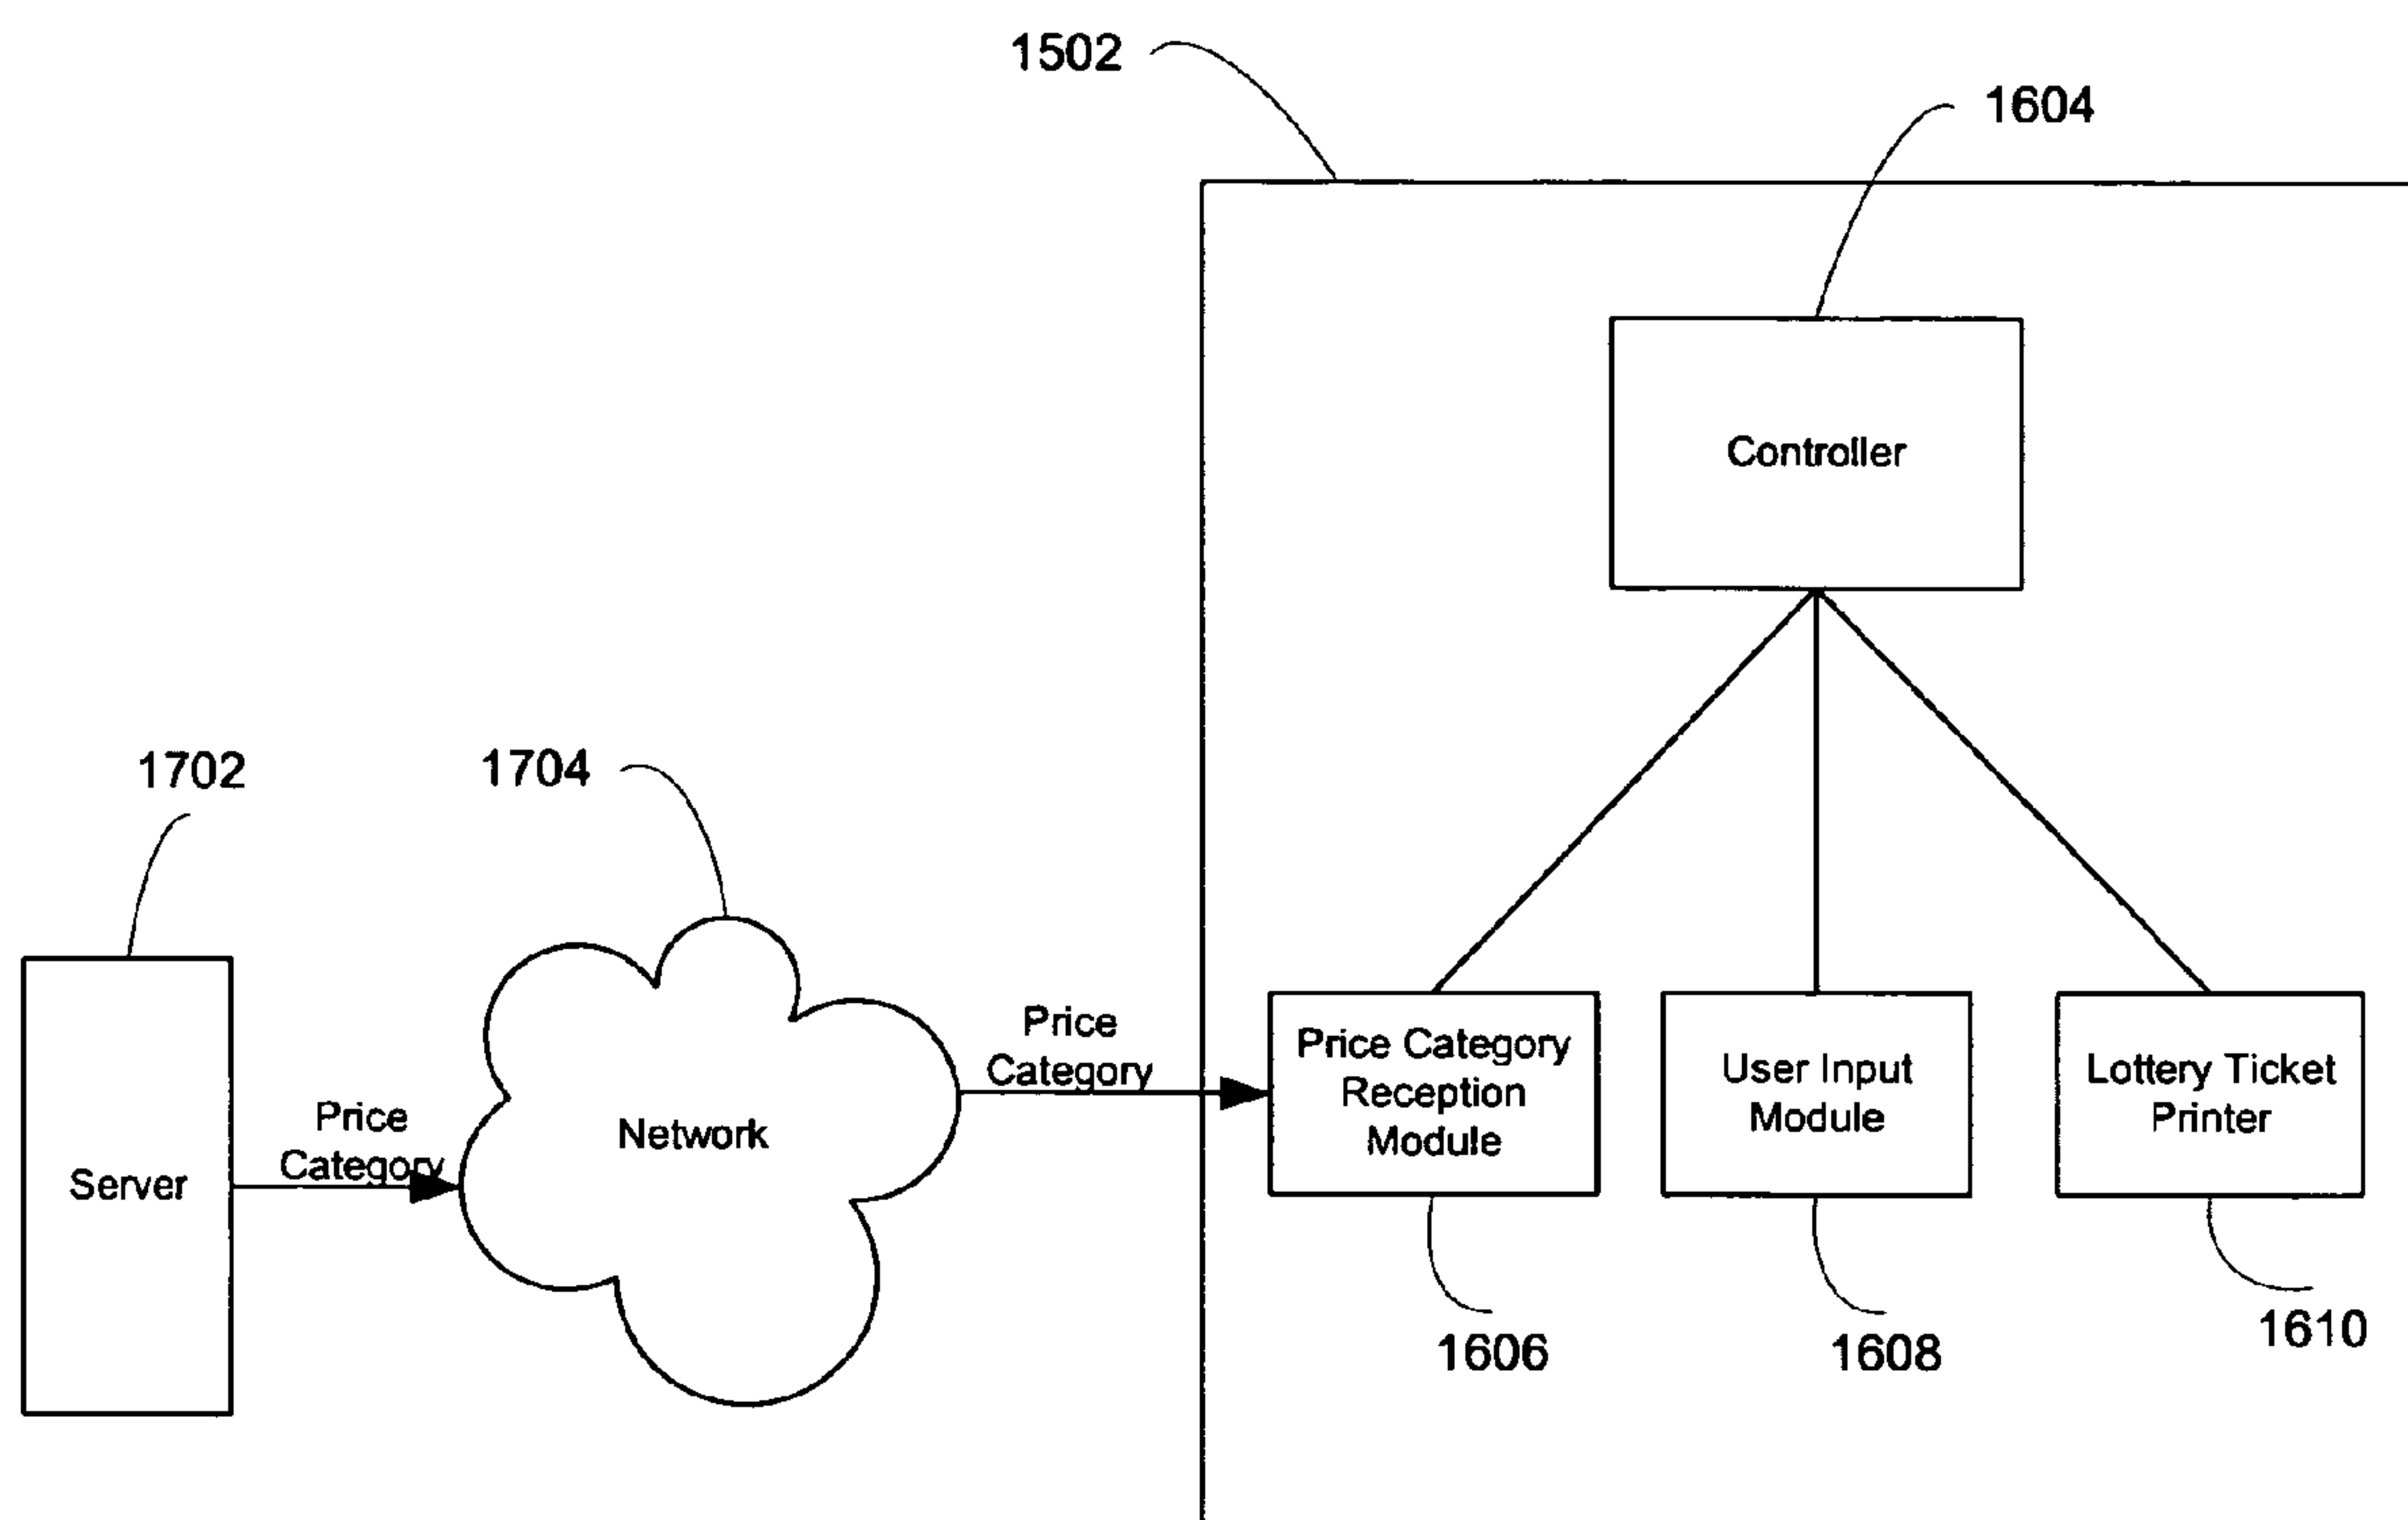 1502
1604
Controller
1702
1704
Price
Category
Price Category
Reception
Module
User Input
Module
Lottery Ticket
Printer
Price
Category
Network
Server
1606
1608
1610